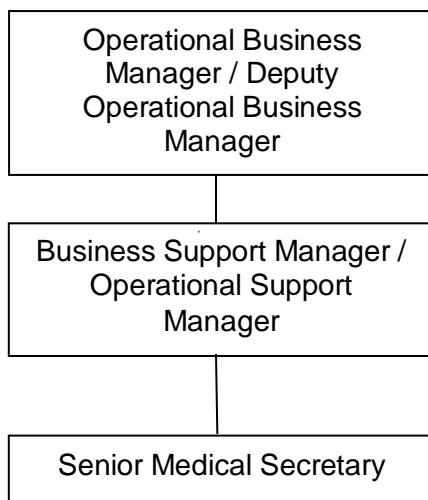 Operational Business
Manager / Deputy
Operational Business
Manager
Business Support Manager /
Operational Support
Manager
Senior Medical Secretary